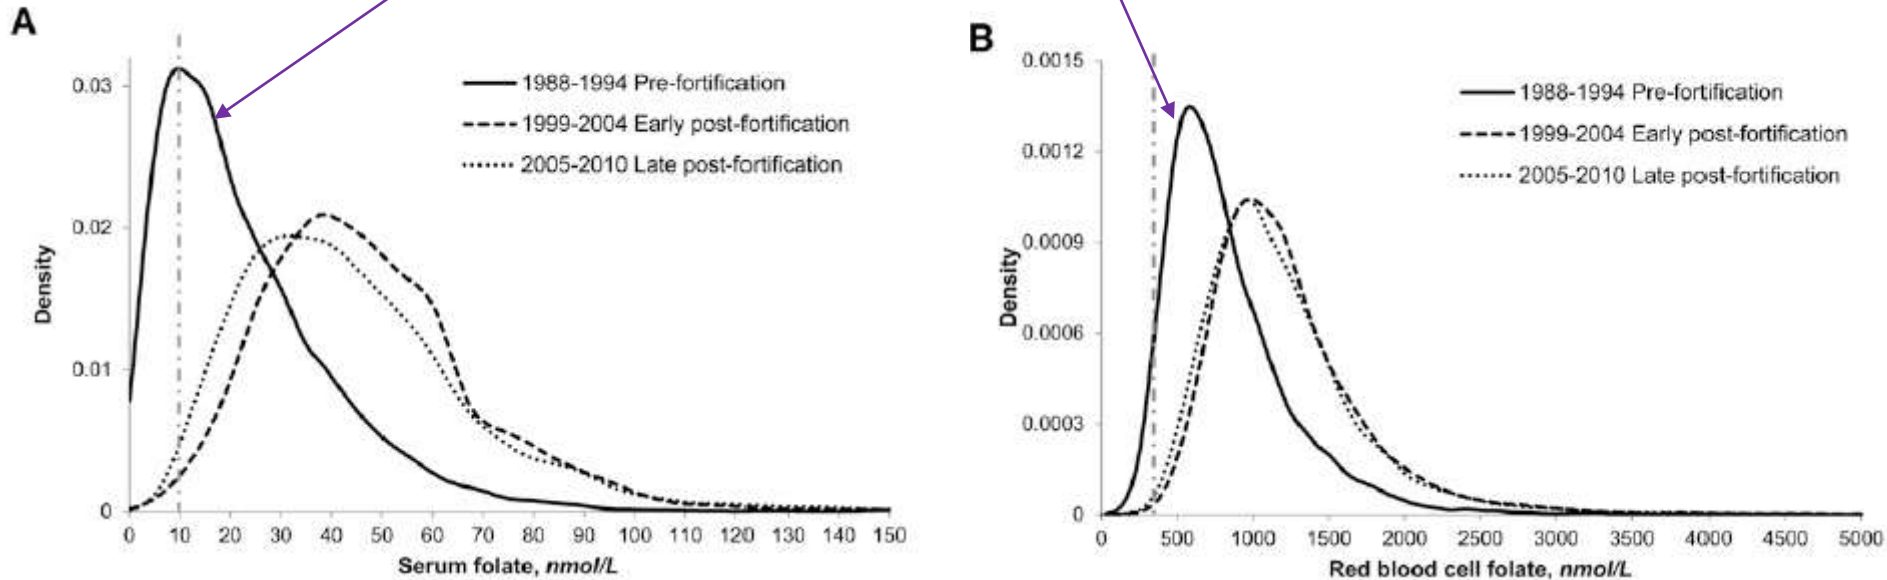 A
0.03
0.02
0.01
0
Density
1988-1994 Pre-fortification
1999-2004 Early post-fortification
2005-2010 Late post-fortification
0 10 20 30 40 50 60 70 80 90 100 110 120 130 140 150
Serum folate, nmol/L
B
0.0015
0.0012
0.0009
0.0006
0.0003
0
Density
1988-1994 Pre-fortification
1999-2004 Early post-fortification
2005-2010 Late post-fortification
0 500 1000 1500 2000 2500 3000 3500 4000 4500 5000
Red blood cell folate, nmol/L